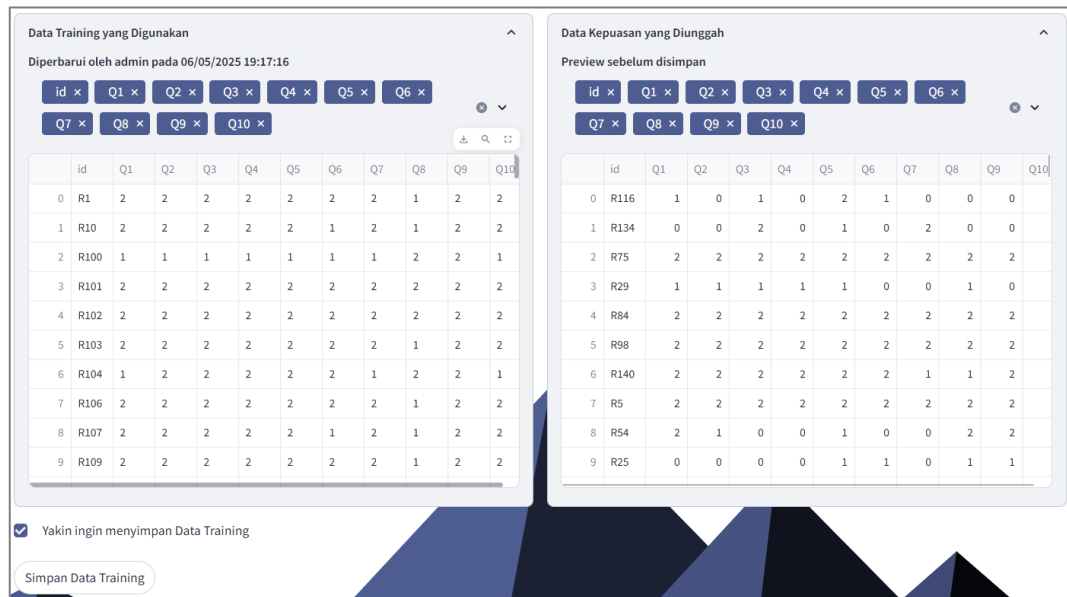 Data Training yang Digunakan
Diperbarui oleh admin pada 06/05/2025 19:17:16
id × Q1 × Q2 × Q3 × Q4 × Q5 × Q6 ×
Q7 × Q8 × Q9 × Q10 ×
id Q1 Q2 Q3 Q4 Q5 Q6 Q7 Q8 Q9 Q10
0 R1 2 2 2 2 2 2 2 1 2 2
1 R10 2 2 2 2 2 1 2 1 2 2
2 R100 1 1 1 1 1 1 1 2 2 1
3 R101 2 2 2 2 2 2 2 2 2 2
4 R102 2 2 2 2 2 2 2 2 2 2
5 R103 2 2 2 2 2 2 2 1 2 2
6 R104 1 2 2 2 2 2 1 2 2 1
7 R106 2 2 2 2 2 2 2 1 2 2
8 R107 2 2 2 2 2 1 2 1 2 2
9 R109 2 2 2 2 2 2 2 1 2 2
Data Kepuasan yang Diunggah
Preview sebelum disimpan
id × Q1 × Q2 × Q3 × Q4 × Q5 × Q6 ×
Q7 × Q8 × Q9 × Q10 ×
id Q1 Q2 Q3 Q4 Q5 Q6 Q7 Q8 Q9 Q10
0 R116 1 0 1 0 2 1 0 0 0
1 R134 0 0 2 0 1 0 2 0 0
2 R75 2 2 2 2 2 2 2 2 2
3 R29 1 1 1 1 1 0 0 1 0
4 R84 2 2 2 2 2 2 2 2 2
5 R98 2 2 2 2 2 2 2 2 2
6 R140 2 2 2 2 2 2 1 1 2
7 R5 2 2 2 2 2 2 2 2 2
8 R54 2 1 0 0 1 0 0 2 2
9 R25 0 0 0 0 1 1 0 1 1
Yakin ingin menyimpan Data Training
Simpan Data Training